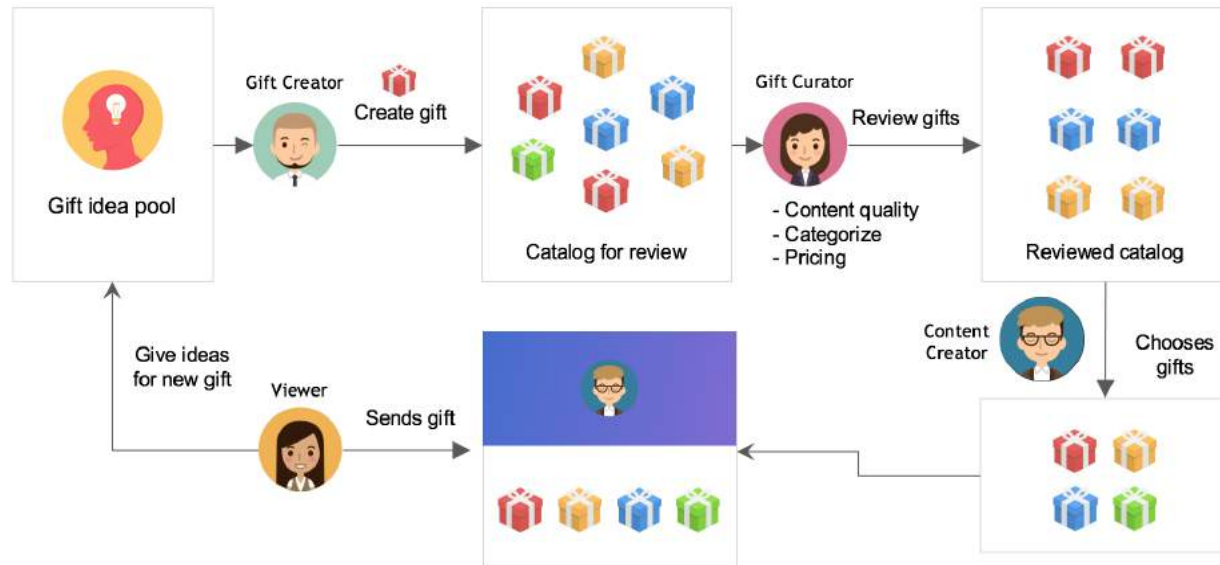 Gift idea pool
Gift Creator
Create gift
Catalog for review
Gift Curator
Review gifts
- Content quality
- Categorize
- Pricing
Reviewed catalog
Content
Creator
Chooses
gifts
Give ideas
for new gift
Viewer
Sends gift